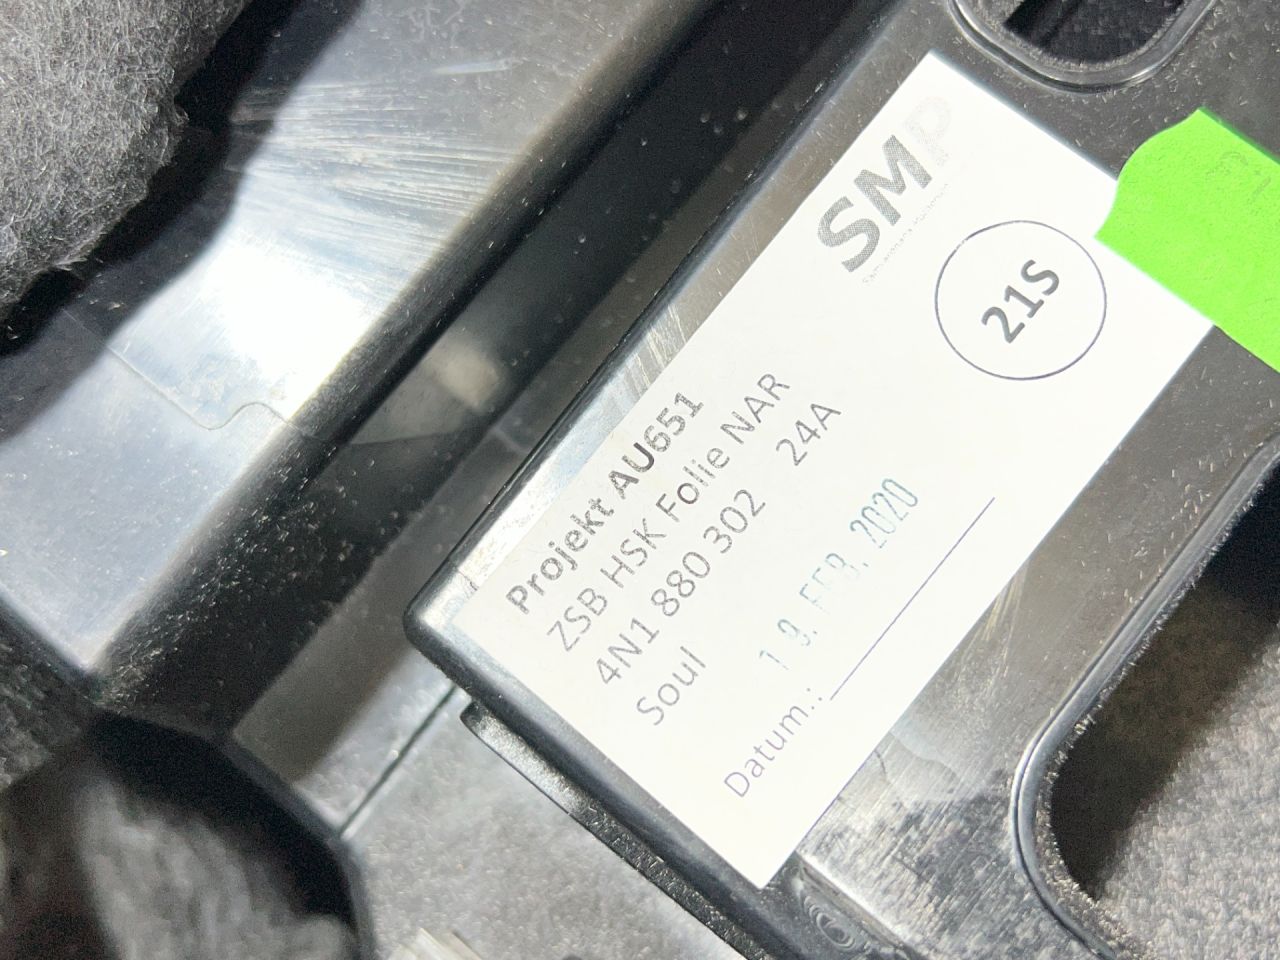 SMP
21S
Projekt AU651
ZSB HSK Folie NAR
4N1 880 302 24A
Soul
19. FEB. 2020
Datum.: